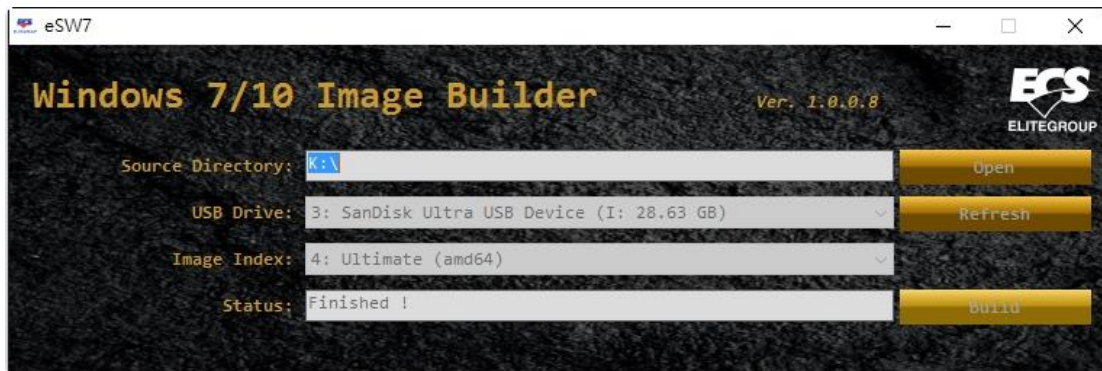 eSW7
Windows 7/10 Image Builder
Ver. 1.0.0.8
ECS
ELITEGROUP
Source Directory: K:\ Open
USB Drive: 3: SanDisk Ultra USB Device (I: 28.63 GB) Refresh
Image Index: 4: Ultimate (amd64)
Status: Finished ! Build